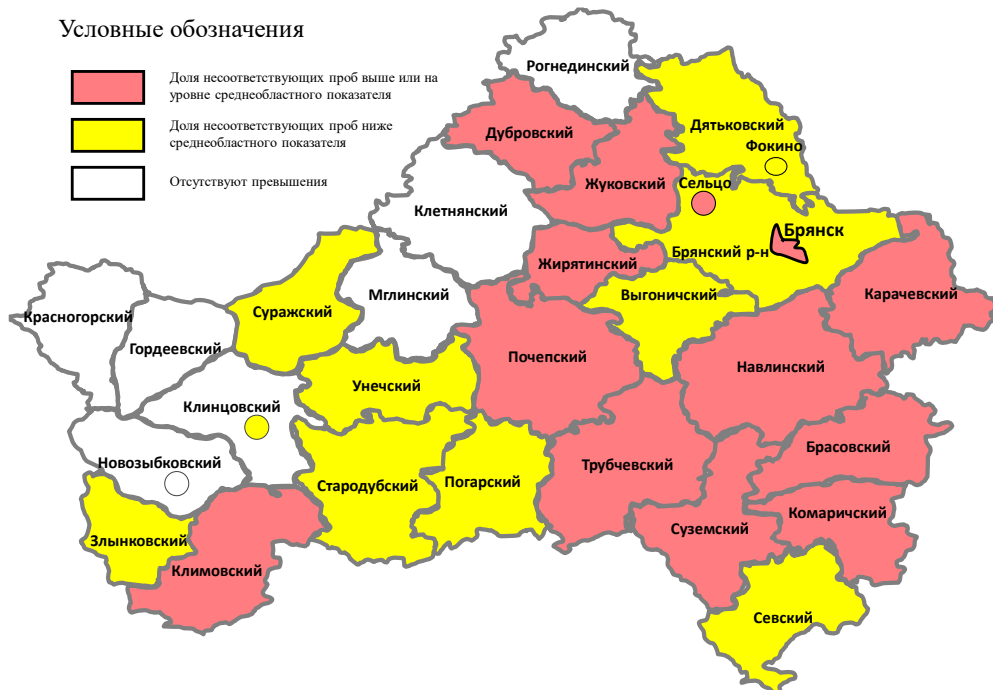 Условные обозначения
Доля несоответствующих проб выше или на
уровне среднеобластного показателя
Доля несоответствующих проб ниже
среднеобластного показателя
Отсутствуют превышения
Рогнединский
Дубровский
Дятьковский
Фокино
Жуковский
Сельцо
Клетнянский
Брянск
Брянский р-н
Жирятинский
Мглинский
Выгоничский
Карачевский
Красногорский
Суражский
Гордеевский
Почепский
Навлинский
Унечский
Клинцовский
Брасовский
Новозыбковский
Трубчевский
Стародубский
Погарский
Комаричский
Суземский
Злынковский
Климовский
Севский